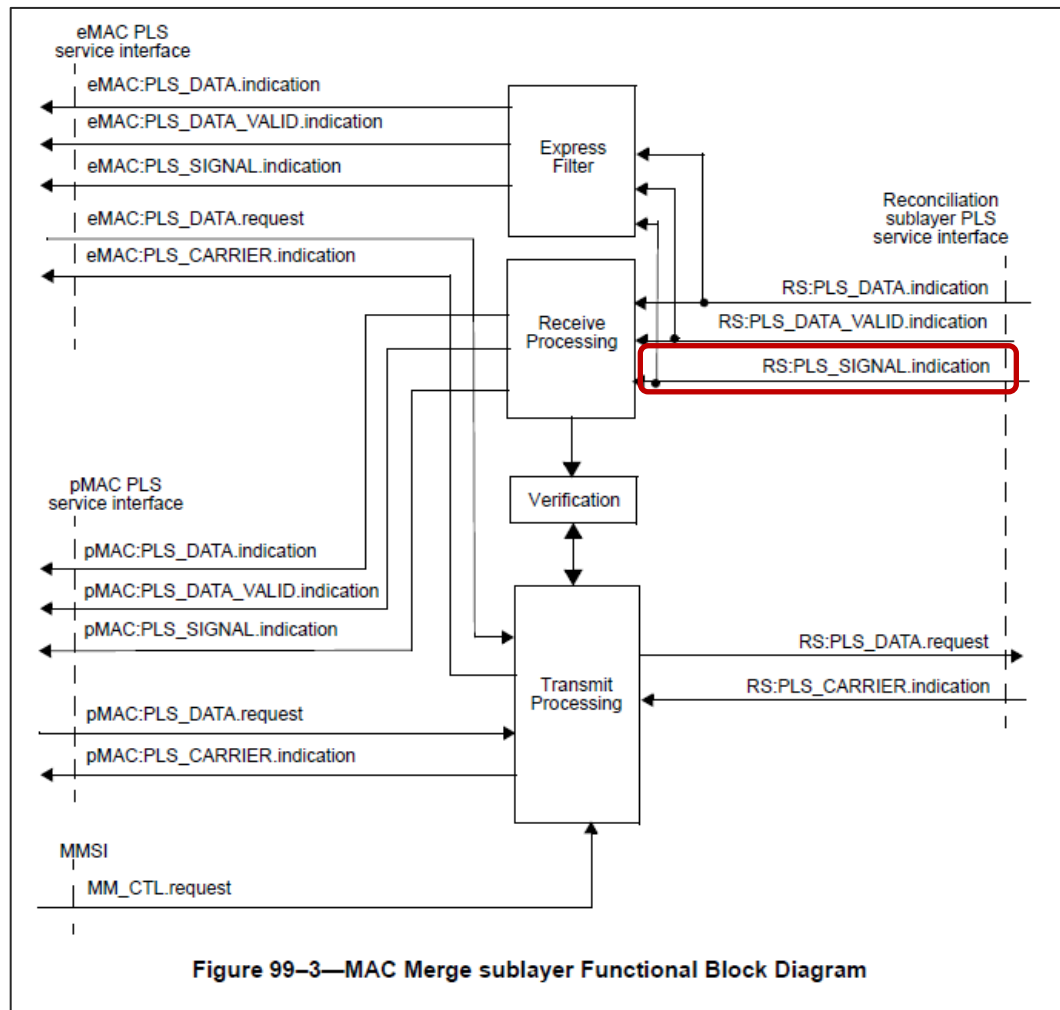 eMAC PLS
service interface
eMAC:PLS_DATA.indication
eMAC:PLS_DATA_VALID.indication
eMAC:PLS_SIGNAL.indication
eMAC:PLS_DATA.request
eMAC:PLS_CARRIER.indication
Express
Filter
Reconciliation
sublayer PLS
service interface
RS:PLS_DATA.indication
RS:PLS_DATA_VALID.indication
RS:PLS_SIGNAL.indication
Receive
Processing
Verification
pMAC PLS
service interface
pMAC:PLS_DATA.indication
pMAC:PLS_DATA_VALID.indication
pMAC:PLS_SIGNAL.indication
pMAC:PLS_DATA.request
pMAC:PLS_CARRIER.indication
Transmit
Processing
RS:PLS_DATA.request
RS:PLS_CARRIER.indication
MMSI
MM_CTL.request
Figure 99–3—MAC Merge sublayer Functional Block Diagram